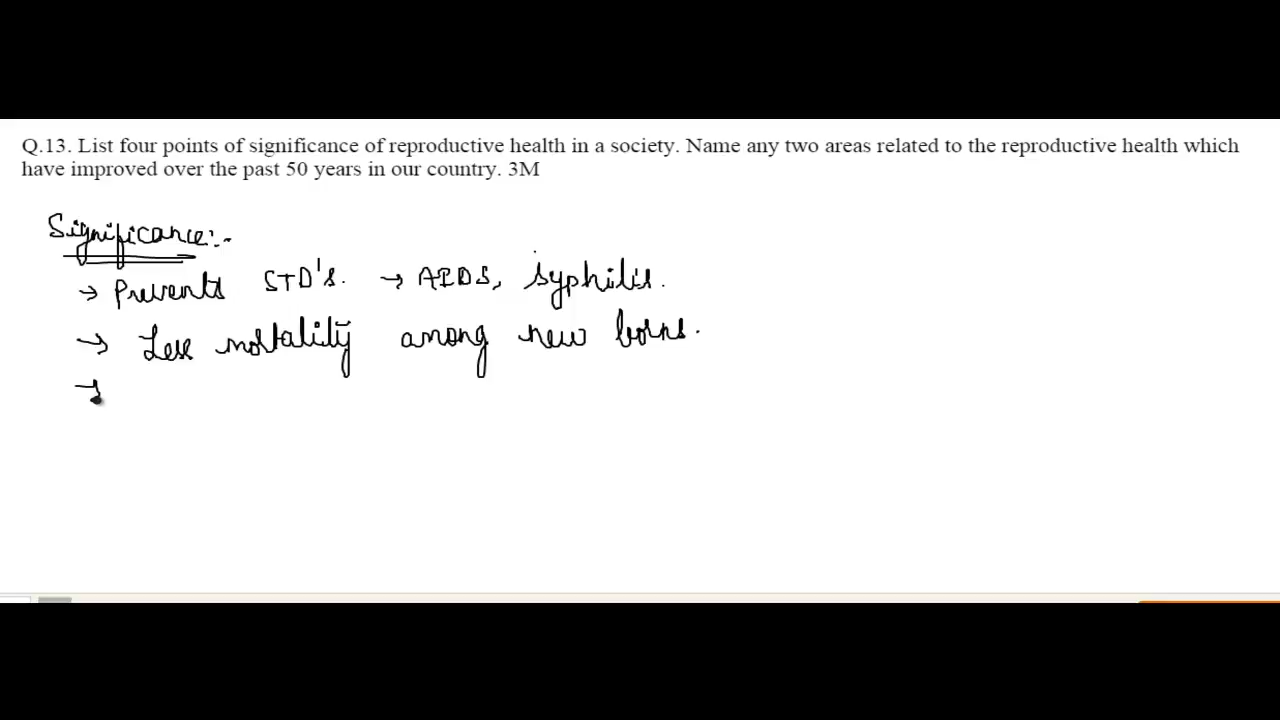 Q.13. List four points of significance of reproductive health in a society. Name any two areas related to the reproductive health which
have improved over the past 50 years in our country. 3M
Significance:-
→ Prevents STD's. → AIDS, Syphilis.
→ Less mortality among new borns.
→